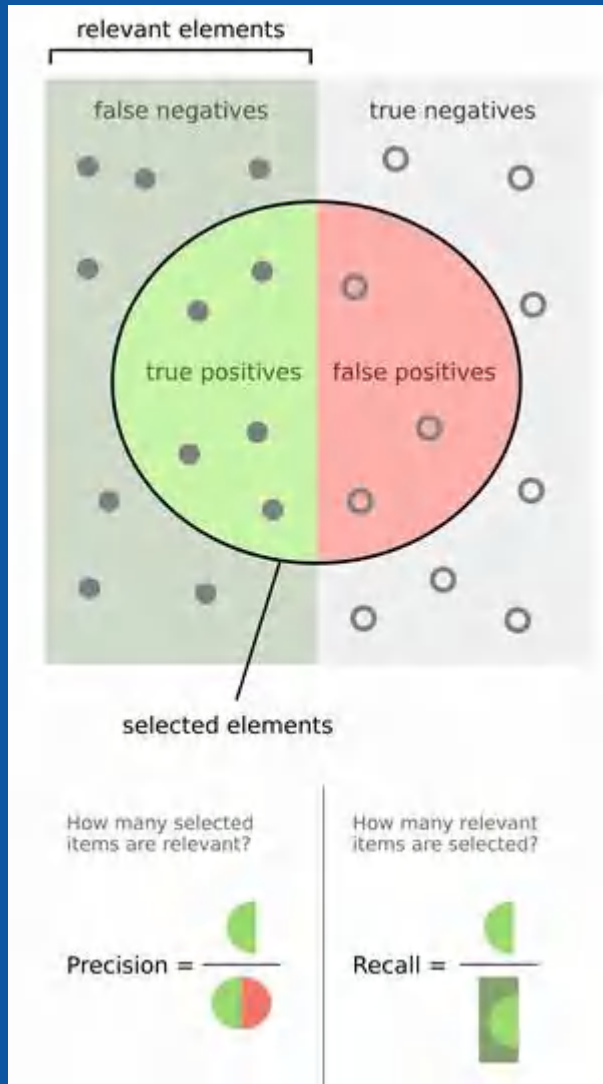 relevant elements
false negatives
true negatives
true positives
false positives
selected elements
How many selected
items are relevant?
Precision =
How many relevant
items are selected?
Recall =